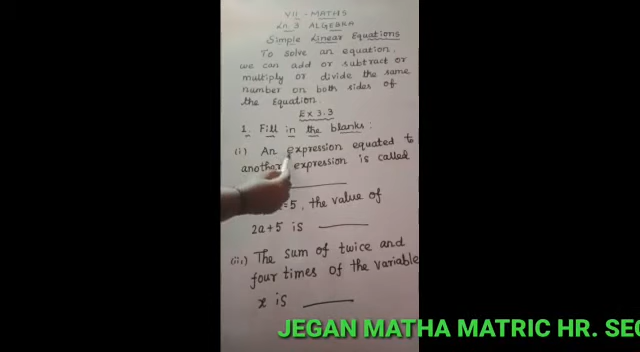 VII - MATHS
Ln. 3 ALGEBRA
Simple Linear Equations
To solve an equation,
we can add or subtract or
multiply or divide the same
number on both sides of
the Equation.
Ex 3.3
1. Fill in the blanks:
(i) An expression equated to
another expression is called
=5, the value of
2a+5 is
(iii) The sum of twice and
four times of the variable
x is
JEGAN MATHA MATRIC HR. SEC